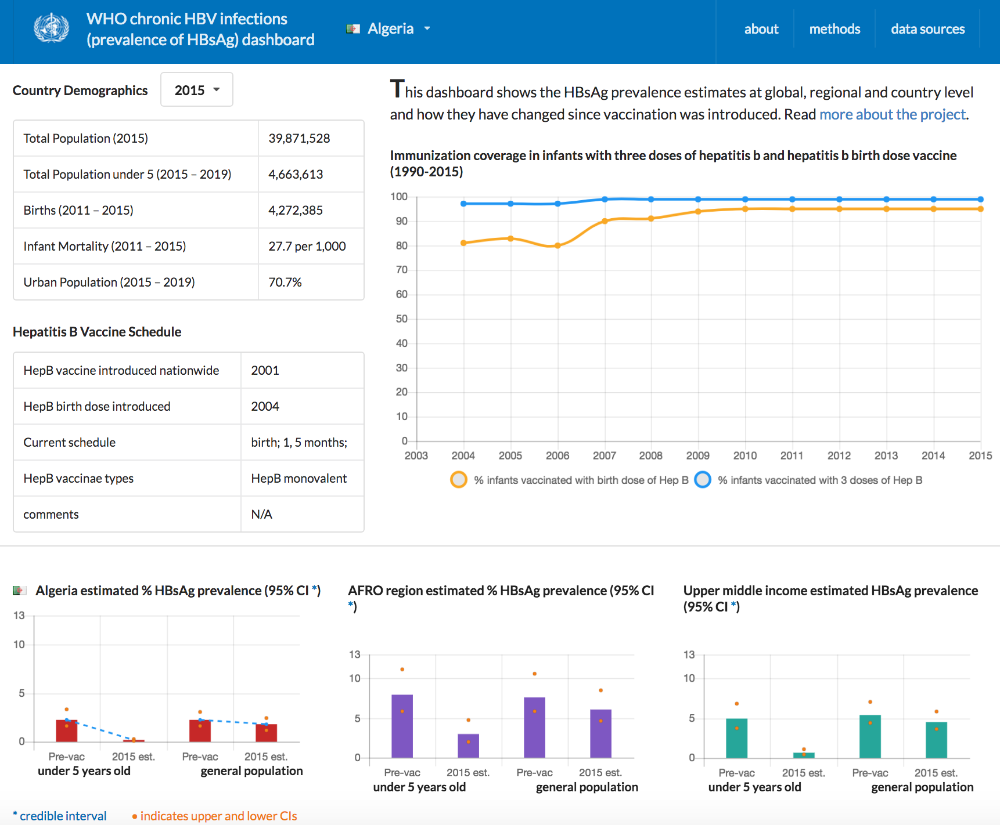 WHO chronic HBV infections
(prevalence of HBsAg) dashboard
Algeria
about
methods
data sources
Country Demographics
2015
Total Population (2015) 39,871,528
Total Population under 5 (2015 – 2019) 4,663,613
Births (2011 – 2015) 4,272,385
Infant Mortality (2011 – 2015) 27.7 per 1,000
Urban Population (2015 – 2019) 70.7%
Hepatitis B Vaccine Schedule
HepB vaccine introduced nationwide 2001
HepB birth dose introduced 2004
Current schedule birth; 1, 5 months;
HepB vaccinae types HepB monovalent
comments N/A
This dashboard shows the HBsAg prevalence estimates at global, regional and country level
and how they have changed since vaccination was introduced. Read more about the project.
Immunization coverage in infants with three doses of hepatitis b and hepatitis b birth dose vaccine
(1990-2015)
100
90
80
70
60
50
40
30
20
10
0
2003 2004 2005 2006 2007 2008 2009 2010 2011 2012 2013 2014 2015
% infants vaccinated with birth dose of Hep B % infants vaccinated with 3 doses of Hep B
Algeria estimated % HBsAg prevalence (95% CI *)
13
10
5
0
Pre-vac 2015 est. Pre-vac 2015 est.
under 5 years old general population
AFRO region estimated % HBsAg prevalence (95% CI
*)
13
10
5
0
Pre-vac 2015 est. Pre-vac 2015 est.
under 5 years old general population
Upper middle income estimated HBsAg prevalence
(95% CI *)
13
10
5
0
Pre-vac 2015 est. Pre-vac 2015 est.
under 5 years old general population
* credible interval
indicates upper and lower CIs